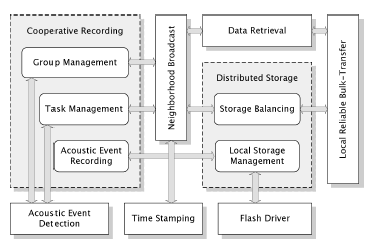 Cooperative Recording
Group Management
Task Management
Acoustic Event
Recording
Neighborhood Broadcast
Data Retrieval
Distributed Storage
Storage Balancing
Local Storage
Management
Local Reliable Bulk-Transfer
Acoustic Event
Detection
Time Stamping
Flash Driver